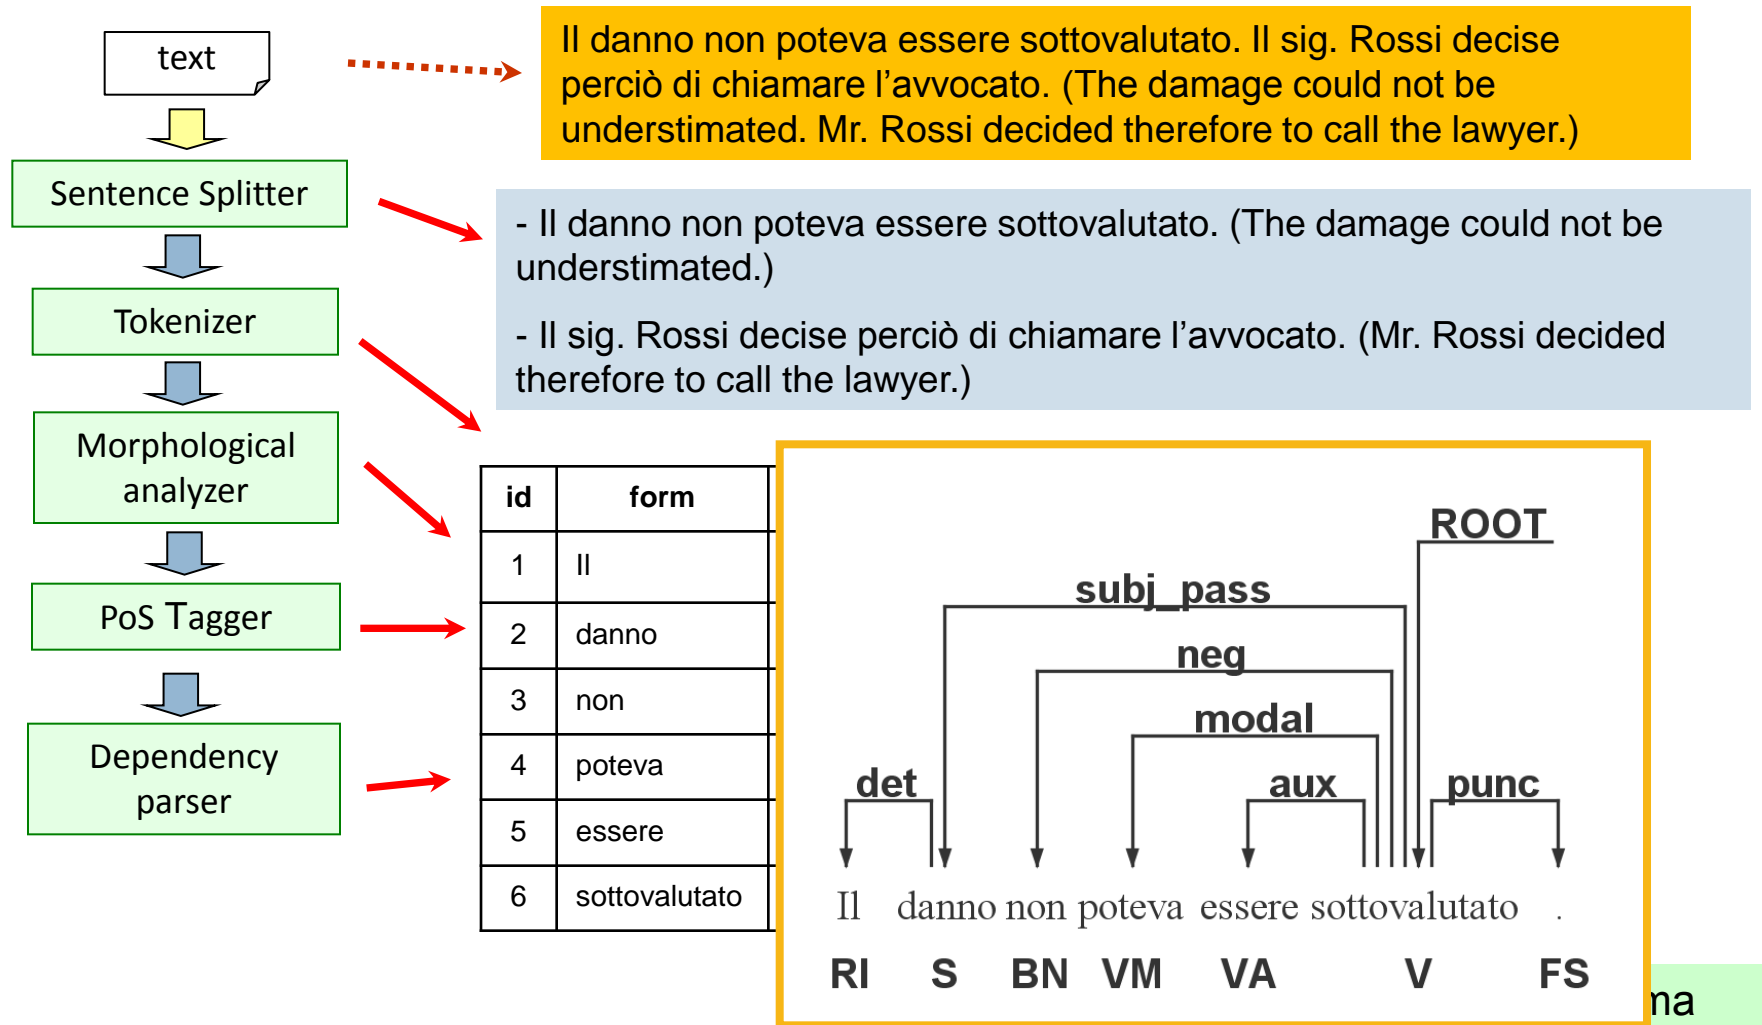 text
Il danno non poteva essere sottovalutato. Il sig. Rossi decise
perciò di chiamare l’avvocato. (The damage could not be
understimated. Mr. Rossi decided therefore to call the lawyer.)
Sentence Splitter
- Il danno non poteva essere sottovalutato. (The damage could not be
understimated.)
- Il sig. Rossi decise perciò di chiamare l’avvocato. (Mr. Rossi decided
therefore to call the lawyer.)
Tokenizer
Morphological
analyzer
PoS Tagger
Dependency
parser
id form
1 Il
2 danno
3 non
4 poteva
5 essere
6 sottovalutato
ROOT
subj_pass
neg
modal
det aux punc
Il danno non poteva essere sottovalutato .
RI S BN VM VA V FS